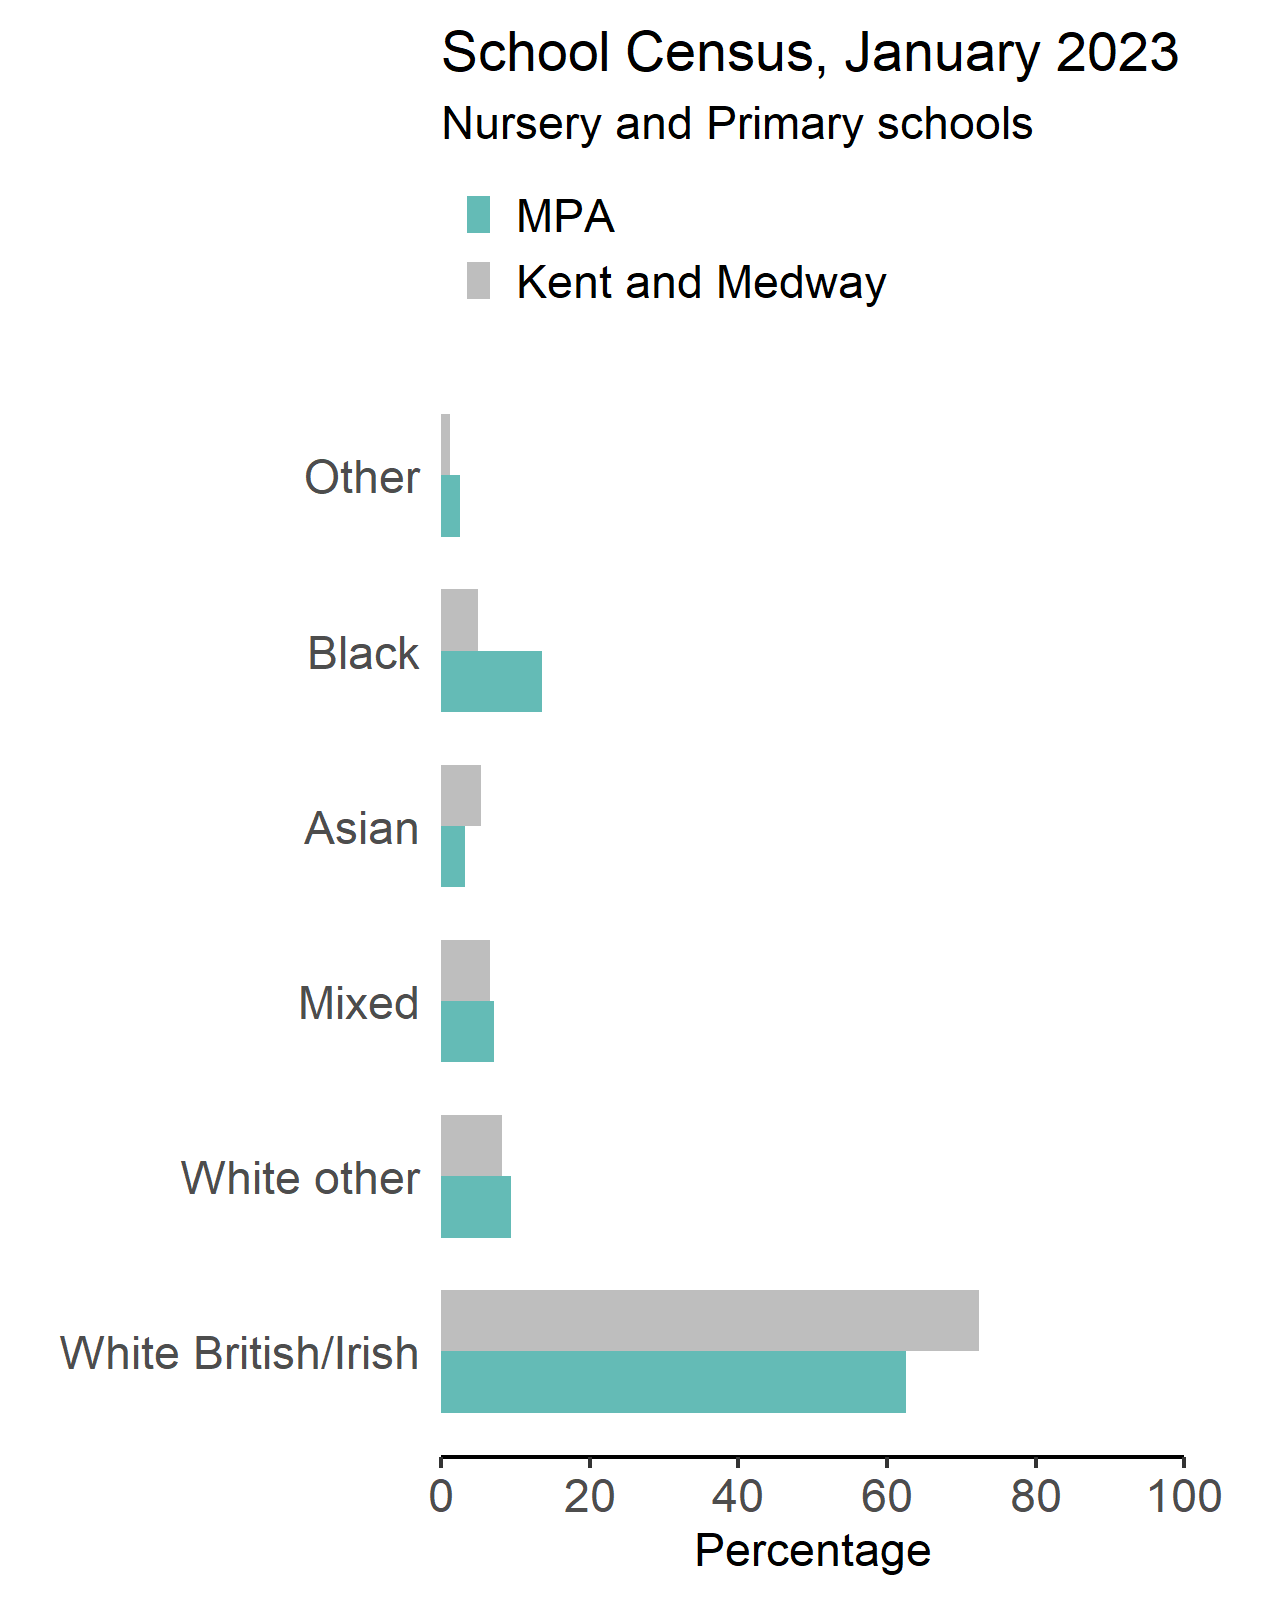 School Census, January 2023
Nursery and Primary schools
MPA
Kent and Medway
Other
Black
Asian
Mixed
White other
White British/Irish
0 20 40 60 80 100
Percentage